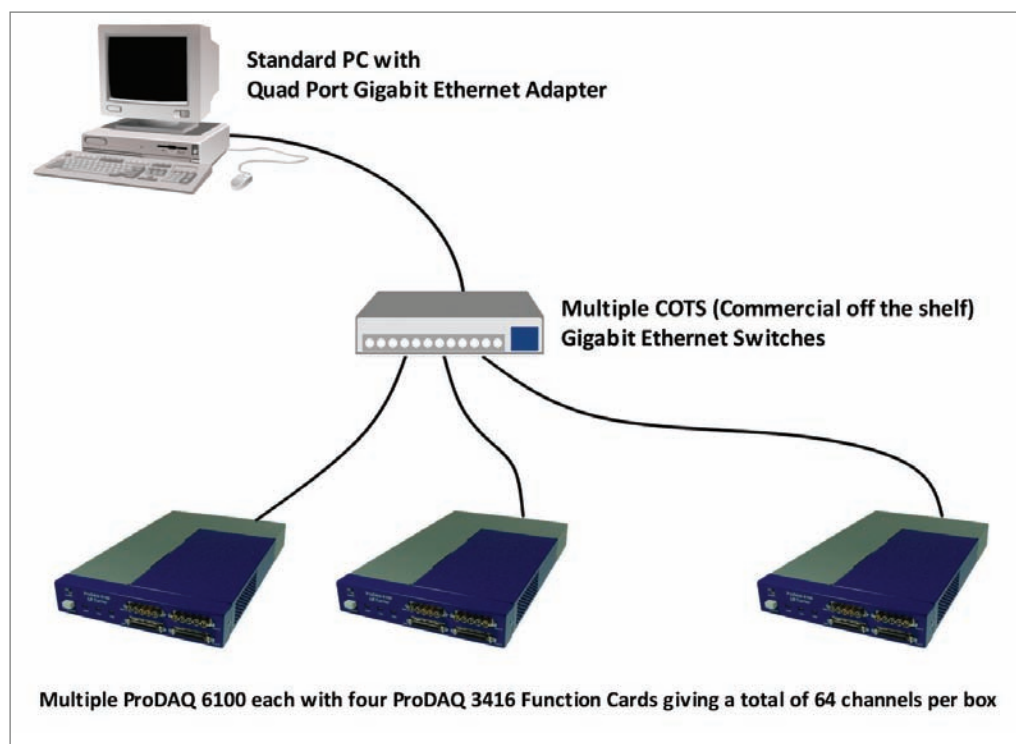 Standard PC with
Quad Port Gigabit Ethernet Adapter
Multiple COTS (Commercial off the shelf)
Gigabit Ethernet Switches
Multiple ProDAQ 6100 each with four ProDAQ 3416 Function Cards giving a total of 64 channels per box